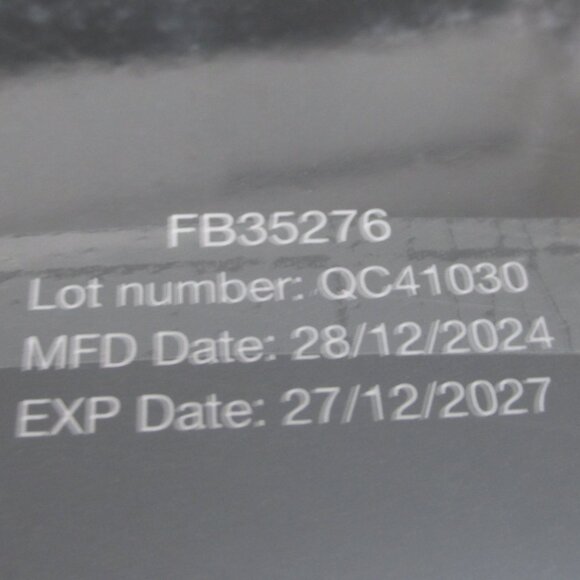 FB35276
Lot number: QC41030
MFD Date: 28/12/2024
EXP Date: 27/12/2027